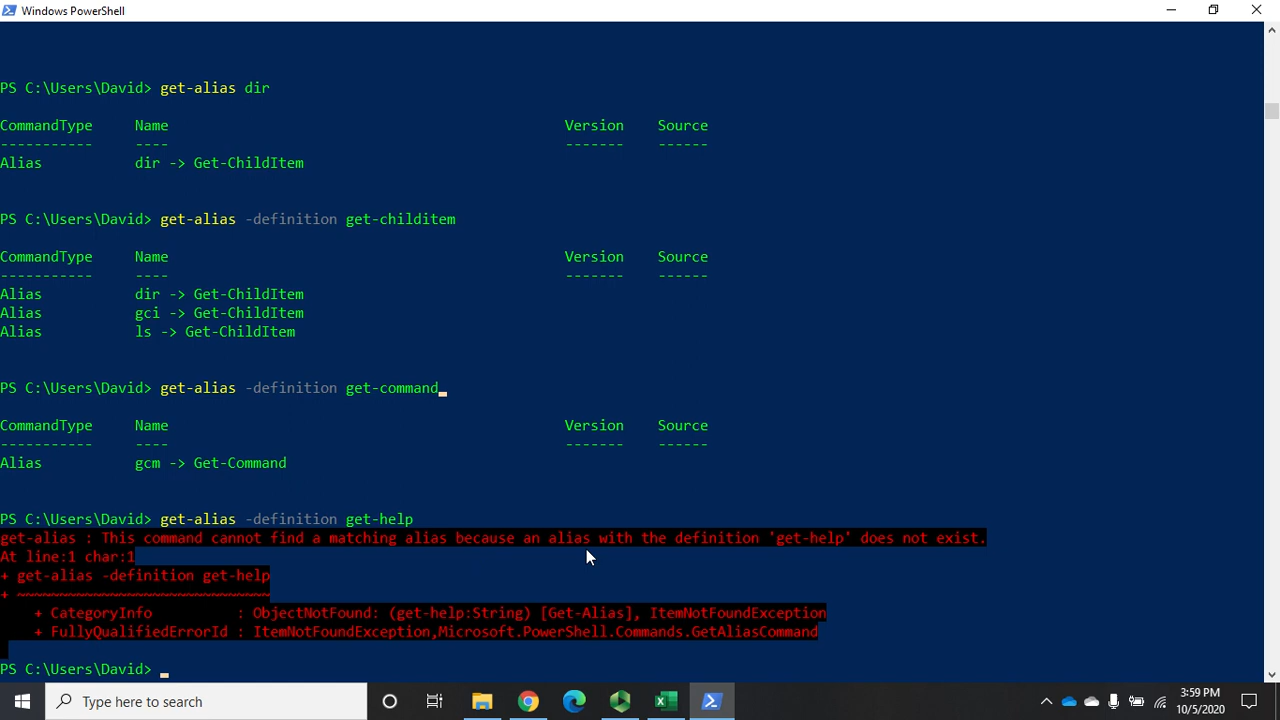 Windows PowerShell
PS C:\Users\David> get-alias dir
CommandType     Name                                               Version    Source
-----------     ----                                               -------    ------
Alias           dir -> Get-ChildItem
PS C:\Users\David> get-alias -definition get-childitem
CommandType     Name                                               Version    Source
-----------     ----                                               -------    ------
Alias           dir -> Get-ChildItem
Alias           gci -> Get-ChildItem
Alias           ls -> Get-ChildItem
PS C:\Users\David> get-alias -definition get-command
CommandType     Name                                               Version    Source
-----------     ----                                               -------    ------
Alias           gcm -> Get-Command
PS C:\Users\David> get-alias -definition get-help
get-alias : This command cannot find a matching alias because an alias with the definition 'get-help' does not exist.
At line:1 char:1
+ get-alias -definition get-help
+ ~~~~~~~~~~~~~~~~~~~~~~~~~~~~~~
    + CategoryInfo          : ObjectNotFound: (get-help:String) [Get-Alias], ItemNotFoundException
    + FullyQualifiedErrorId : ItemNotFoundException,Microsoft.PowerShell.Commands.GetAliasCommand
PS C:\Users\David>
Type here to search
3:59 PM
10/5/2020